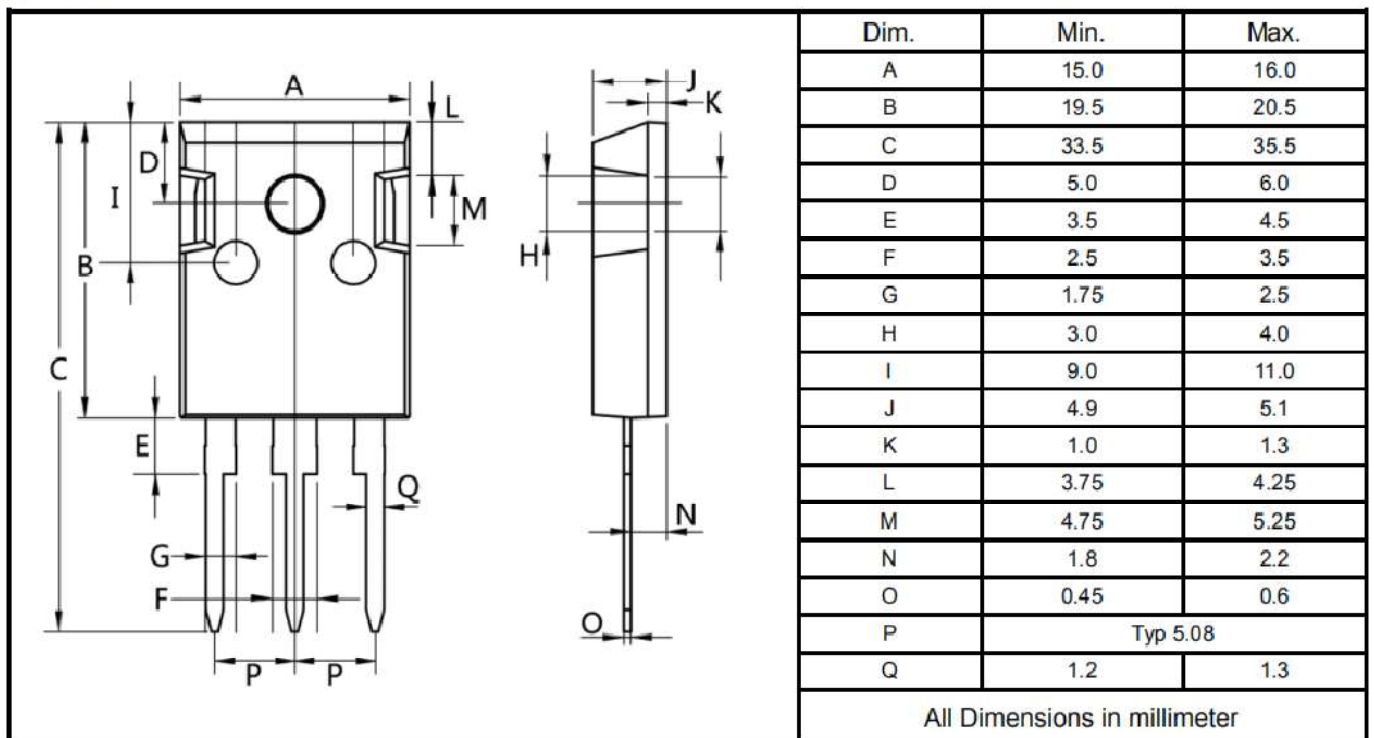 A
L
D
I
M
B
C
E
Q
G
F
P P
J
K
H
N
O
Dim. Min. Max.
A 15.0 16.0
B 19.5 20.5
C 33.5 35.5
D 5.0 6.0
E 3.5 4.5
F 2.5 3.5
G 1.75 2.5
H 3.0 4.0
I 9.0 11.0
J 4.9 5.1
K 1.0 1.3
L 3.75 4.25
M 4.75 5.25
N 1.8 2.2
O 0.45 0.6
P Typ 5.08
Q 1.2 1.3
All Dimensions in millimeter